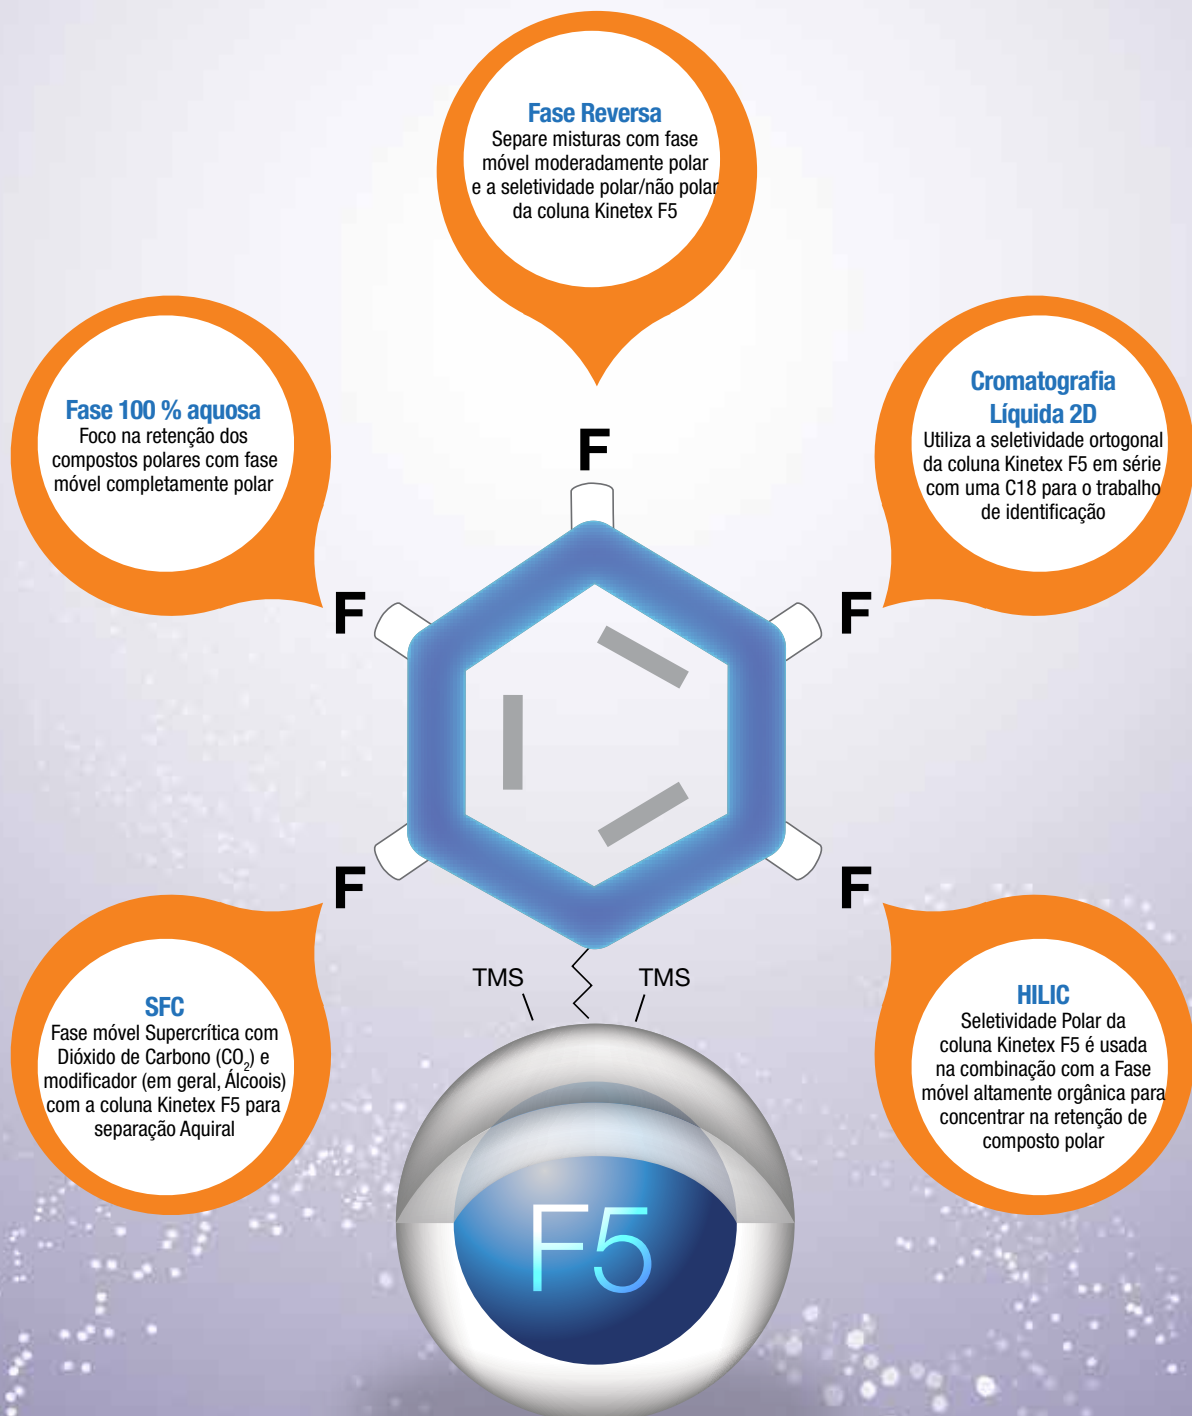 Fase Reversa
Separe misturas com fase
móvel moderadamente polar
e a seletividade polar/não polar
da coluna Kinetex F5
Fase 100 % aquosa
Foco na retenção dos
compostos polares com fase
móvel completamente polar
Cromatografia
Líquida 2D
Utiliza a seletividade ortogonal
da coluna Kinetex F5 em série
com uma C18 para o trabalho
de identificação
F
F
F
F
F
TMS
TMS
SFC
Fase móvel Supercrítica com
Dióxido de Carbono (CO₂) e
modificador (em geral, Álcoois)
com a coluna Kinetex F5 para
separação Aquiral
HILIC
Seletividade Polar da
coluna Kinetex F5 é usada
na combinação com a Fase
móvel altamente orgânica para
concentrar na retenção de
composto polar
F5